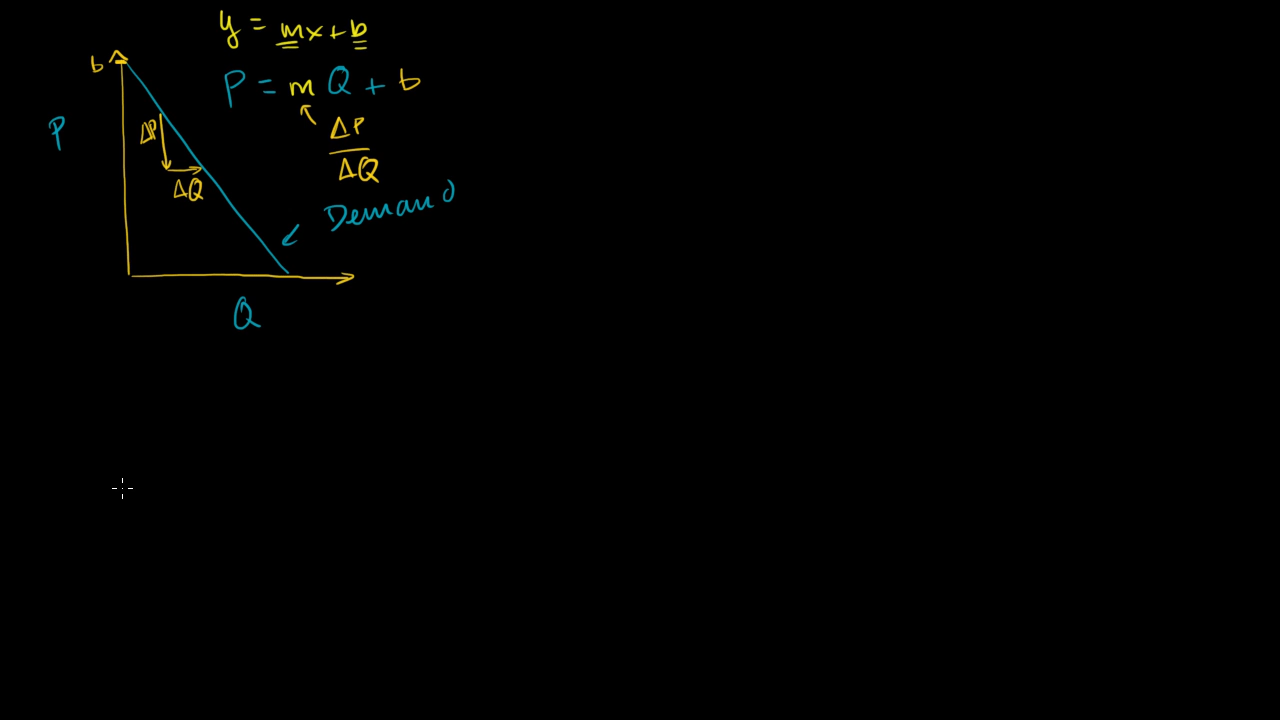 y = mx + b
b
P = m Q + b
P
ΔP
ΔP
ΔQ
ΔQ
Demand
Q